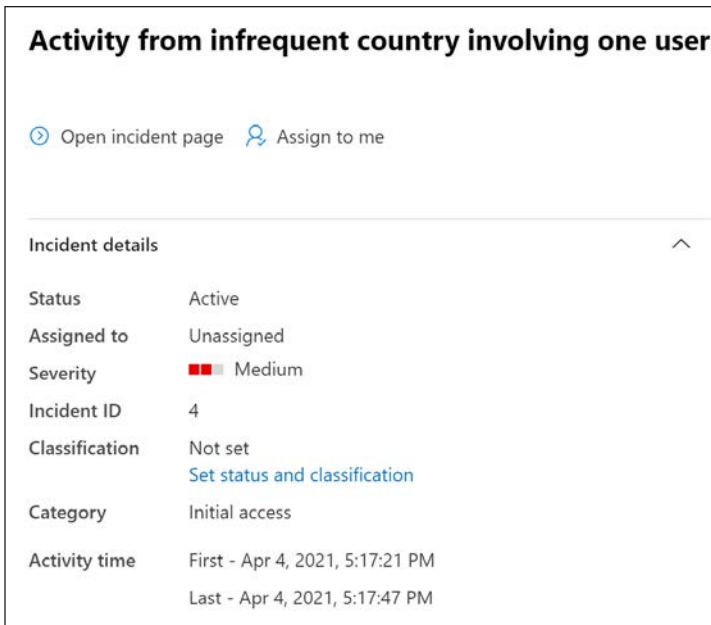 Activity from infrequent country involving one user
Open incident page Assign to me
Incident details
Status Active
Assigned to Unassigned
Severity Medium
Incident ID 4
Classification Not set
Set status and classification
Category Initial access
Activity time First - Apr 4, 2021, 5:17:21 PM
Last - Apr 4, 2021, 5:17:47 PM